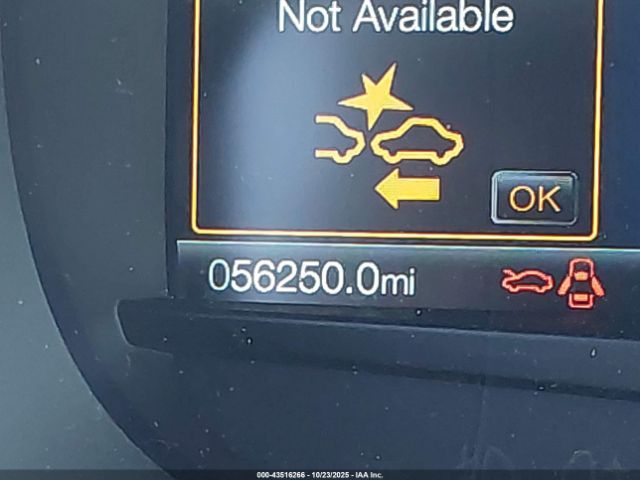 Not Available
OK
056250.0mi
000-43516266 - 10/23/2025 - IAA Inc.